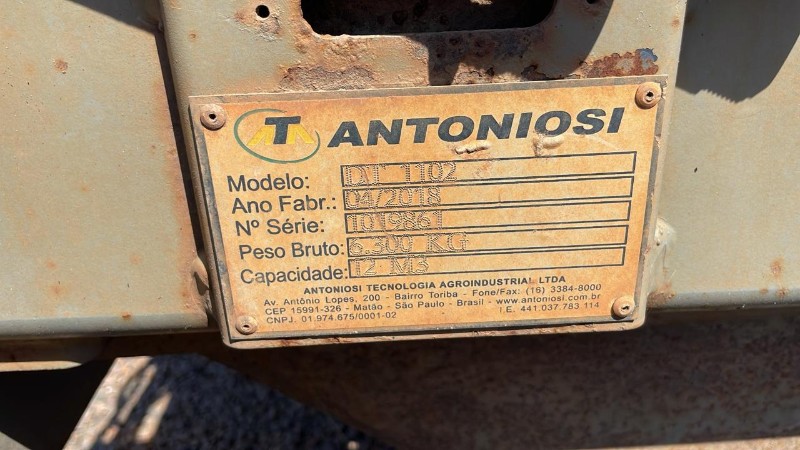 AT ANTONIOSI
Modelo: DT 1102
Ano Fabr.: 04/2018
Nº Série: 1019861
Peso Bruto: 6.300 KG
Capacidade: 12 M3
ANTONIOSI TECNOLOGIA AGROINDUSTRIAL LTDA
Av. Antônio Lopes, 200 - Bairro Toriba - Fone/Fax: (16) 3384-8000
CEP 15991-326 - Matão - São Paulo - Brasil - www.antoniosi.com.br
CNPJ. 01.974.675/0001-02 I.E. 441.037.783.114